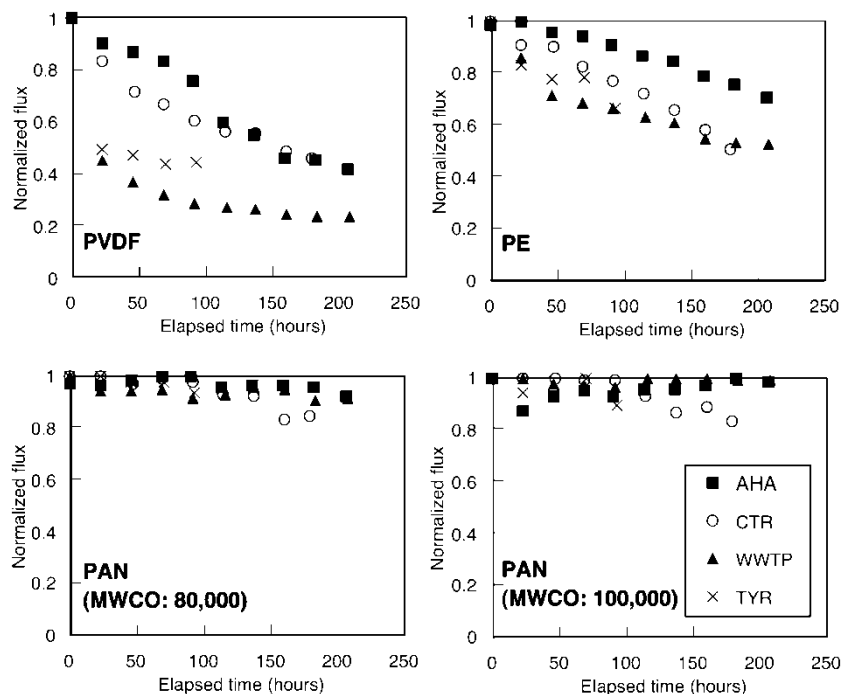 Normalized flux
1
0.8
0.6
0.4
0.2
1
PVDF
0 50 100 150 200 250
Elapsed time (hours)
Normalized flux
1
0.8
0.6
0.4
0.2
1
PE
0 50 100 150 200 250
Elapsed time (hours)
Normalized flux
1
0.8
0.6
0.4
0.2
0
PAN
(MWCO: 80,000)
0 50 100 150 200 250
Elapsed time (hours)
Normalized flux
1
0.8
0.6
0.4
0.2
0
AHA
CTR
WWTP
TYR
PAN
(MWCO: 100,000)
0 50 100 150 200 250
Elapsed time (hours)